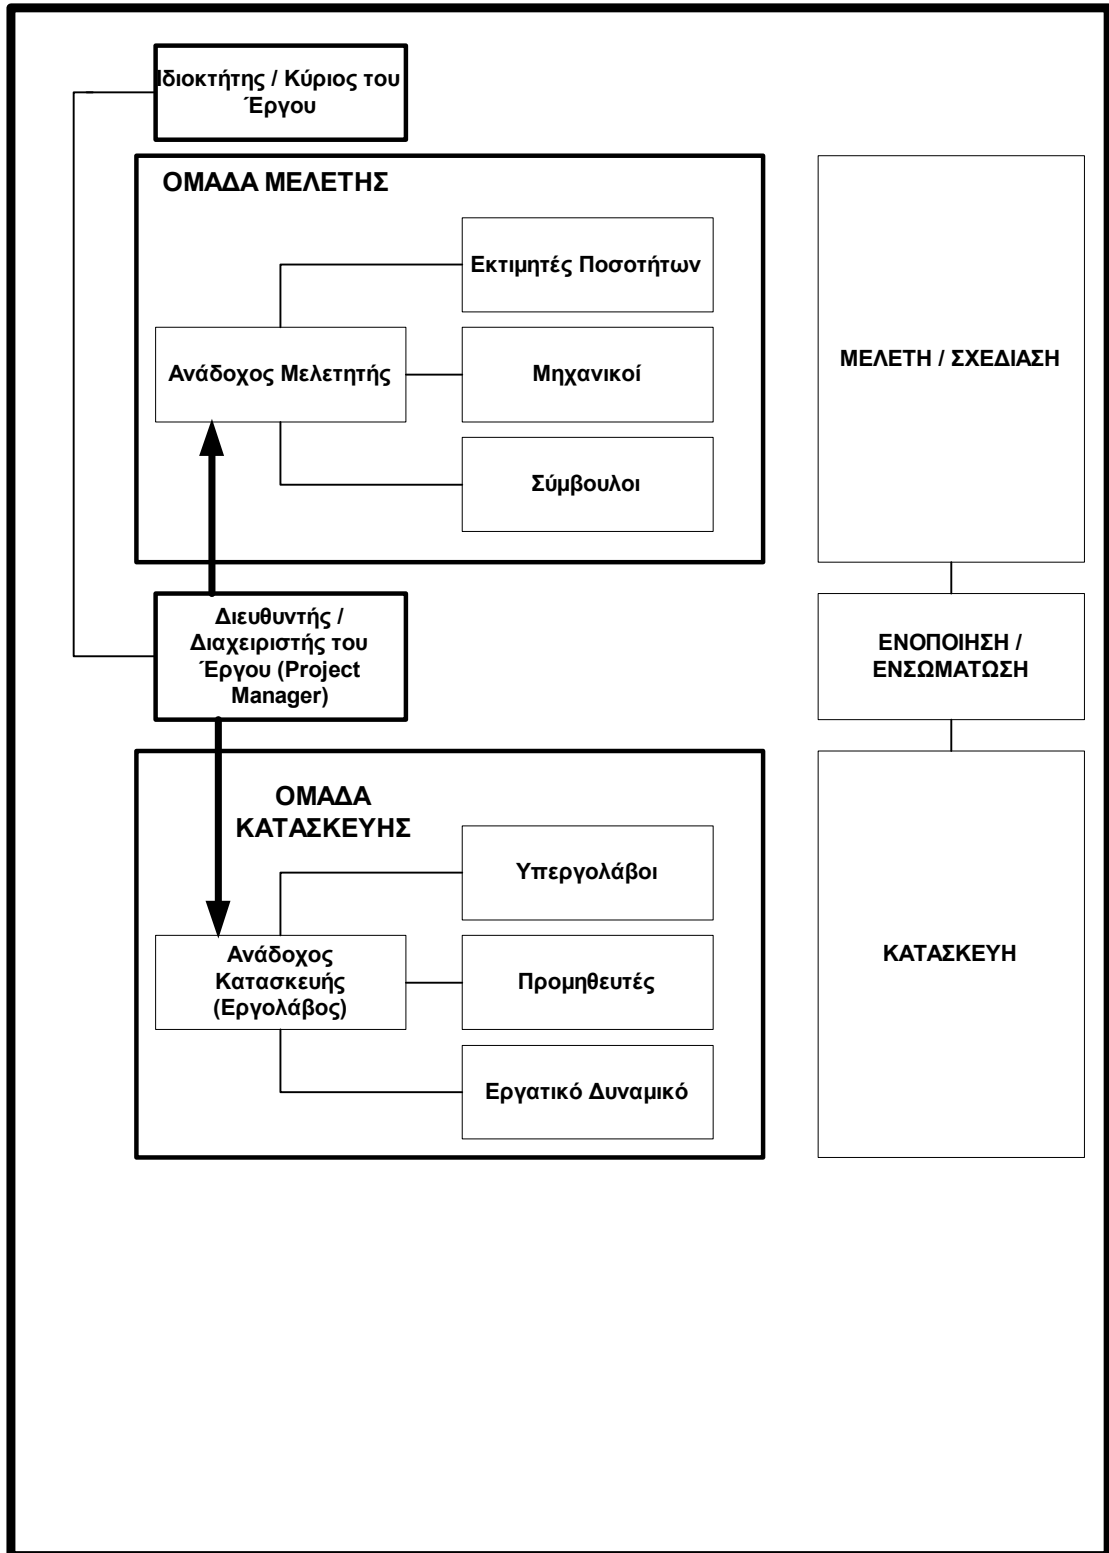 Ιδιοκτήτης / Κύριος του
Έργου
ΟΜΑΔΑ ΜΕΛΕΤΗΣ
Εκτιμητές Ποσοτήτων
Ανάδοχος Μελετητής
Μηχανικοί
Σύμβουλοι
ΜΕΛΕΤΗ / ΣΧΕΔΙΑΣΗ
Διευθυντής /
Διαχειριστής του
Έργου (Project
Manager)
ΕΝΟΠΟΙΗΣΗ /
ΕΝΣΩΜΑΤΩΣΗ
ΟΜΑΔΑ
ΚΑΤΑΣΚΕΥΗΣ
Υπεργολάβοι
Ανάδοχος
Κατασκευής
(Εργολάβος)
Προμηθευτές
Εργατικό Δυναμικό
ΚΑΤΑΣΚΕΥΗ